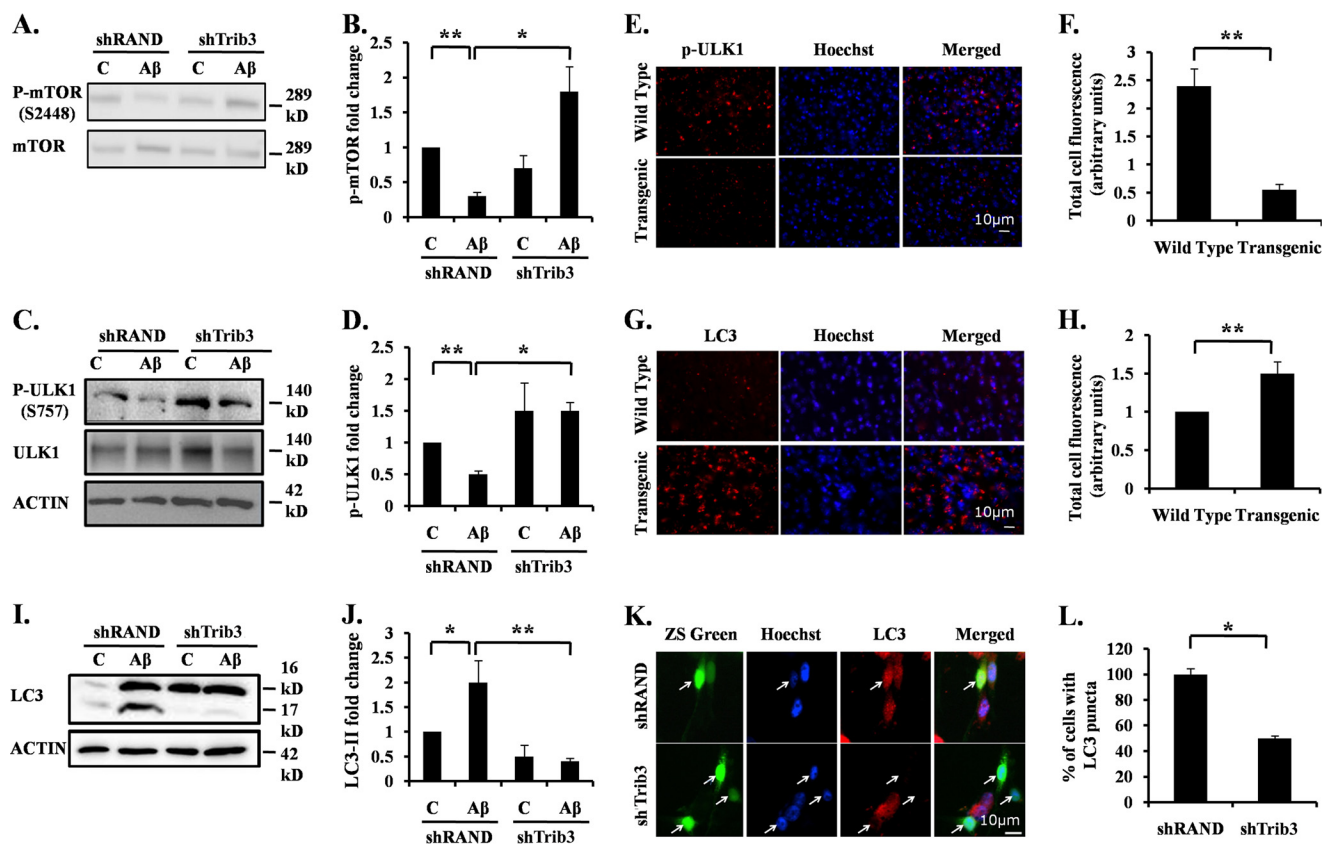 A.
shRAND shTrib3
C Aβ C Aβ
P-mTOR
(S2448)
289
kD
mTOR
289
kD
B.
p-mTOR fold change
2.5
2
1.5
1
0.5
0
** *
C Aβ C Aβ
shRAND shTrib3
E.
p-ULK1 Hoechst Merged
Wild Type
Transgenic
10μm
F.
Total cell fluorescence
(arbitrary units)
3
2.5
2
1.5
1
0.5
0
**
Wild Type Transgenic
C.
shRAND shTrib3
C Aβ C Aβ
P-ULK1
(S757)
140
kD
ULK1
140
kD
ACTIN
42
kD
D.
p-ULK1 fold change
2.5
2
1.5
1
0.5
0
** *
C Aβ C Aβ
shRAND shTrib3
G.
LC3 Hoechst Merged
Wild Type
Transgenic
10μm
H.
Total cell fluorescence
(arbitrary units)
2
1.5
1
0.5
0
**
Wild Type Transgenic
I.
shRAND shTrib3
C Aβ C Aβ
LC3
16
kD
17
kD
ACTIN
42
kD
J.
LC3-II fold change
3
2.5
2
1.5
1
0.5
0
* **
C Aβ C Aβ
shRAND shTrib3
K.
ZS Green Hoechst LC3 Merged
shRAND
sh Trib3
10μm
L.
% of cells with
LC3 puncta
120
100
80
60
40
20
0
*
shRAND shTrib3